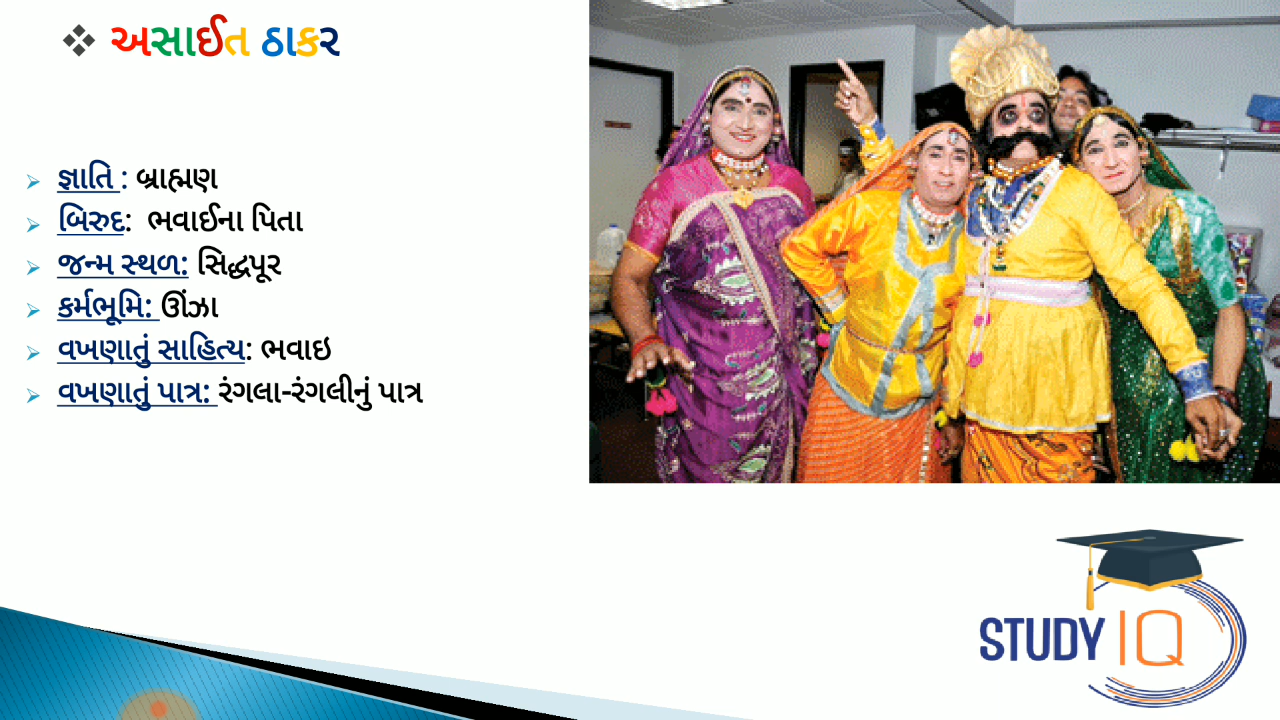 ❖ અસાઈત ઠાકર
➢ જ્ઞાતિ : બ્રાહ્મણ
➢ બિરુદ: ભવાઈના પિતા
➢ જન્મ સ્થળ: સિદ્ધપૂર
➢ કર્મભૂમિ: ઊંઝા
➢ વખણાતું સાહિત્ય: ભવાઇ
➢ વખણાતું પાત્ર: રંગલા-રંગલીનું પાત્ર
STUDY IQ